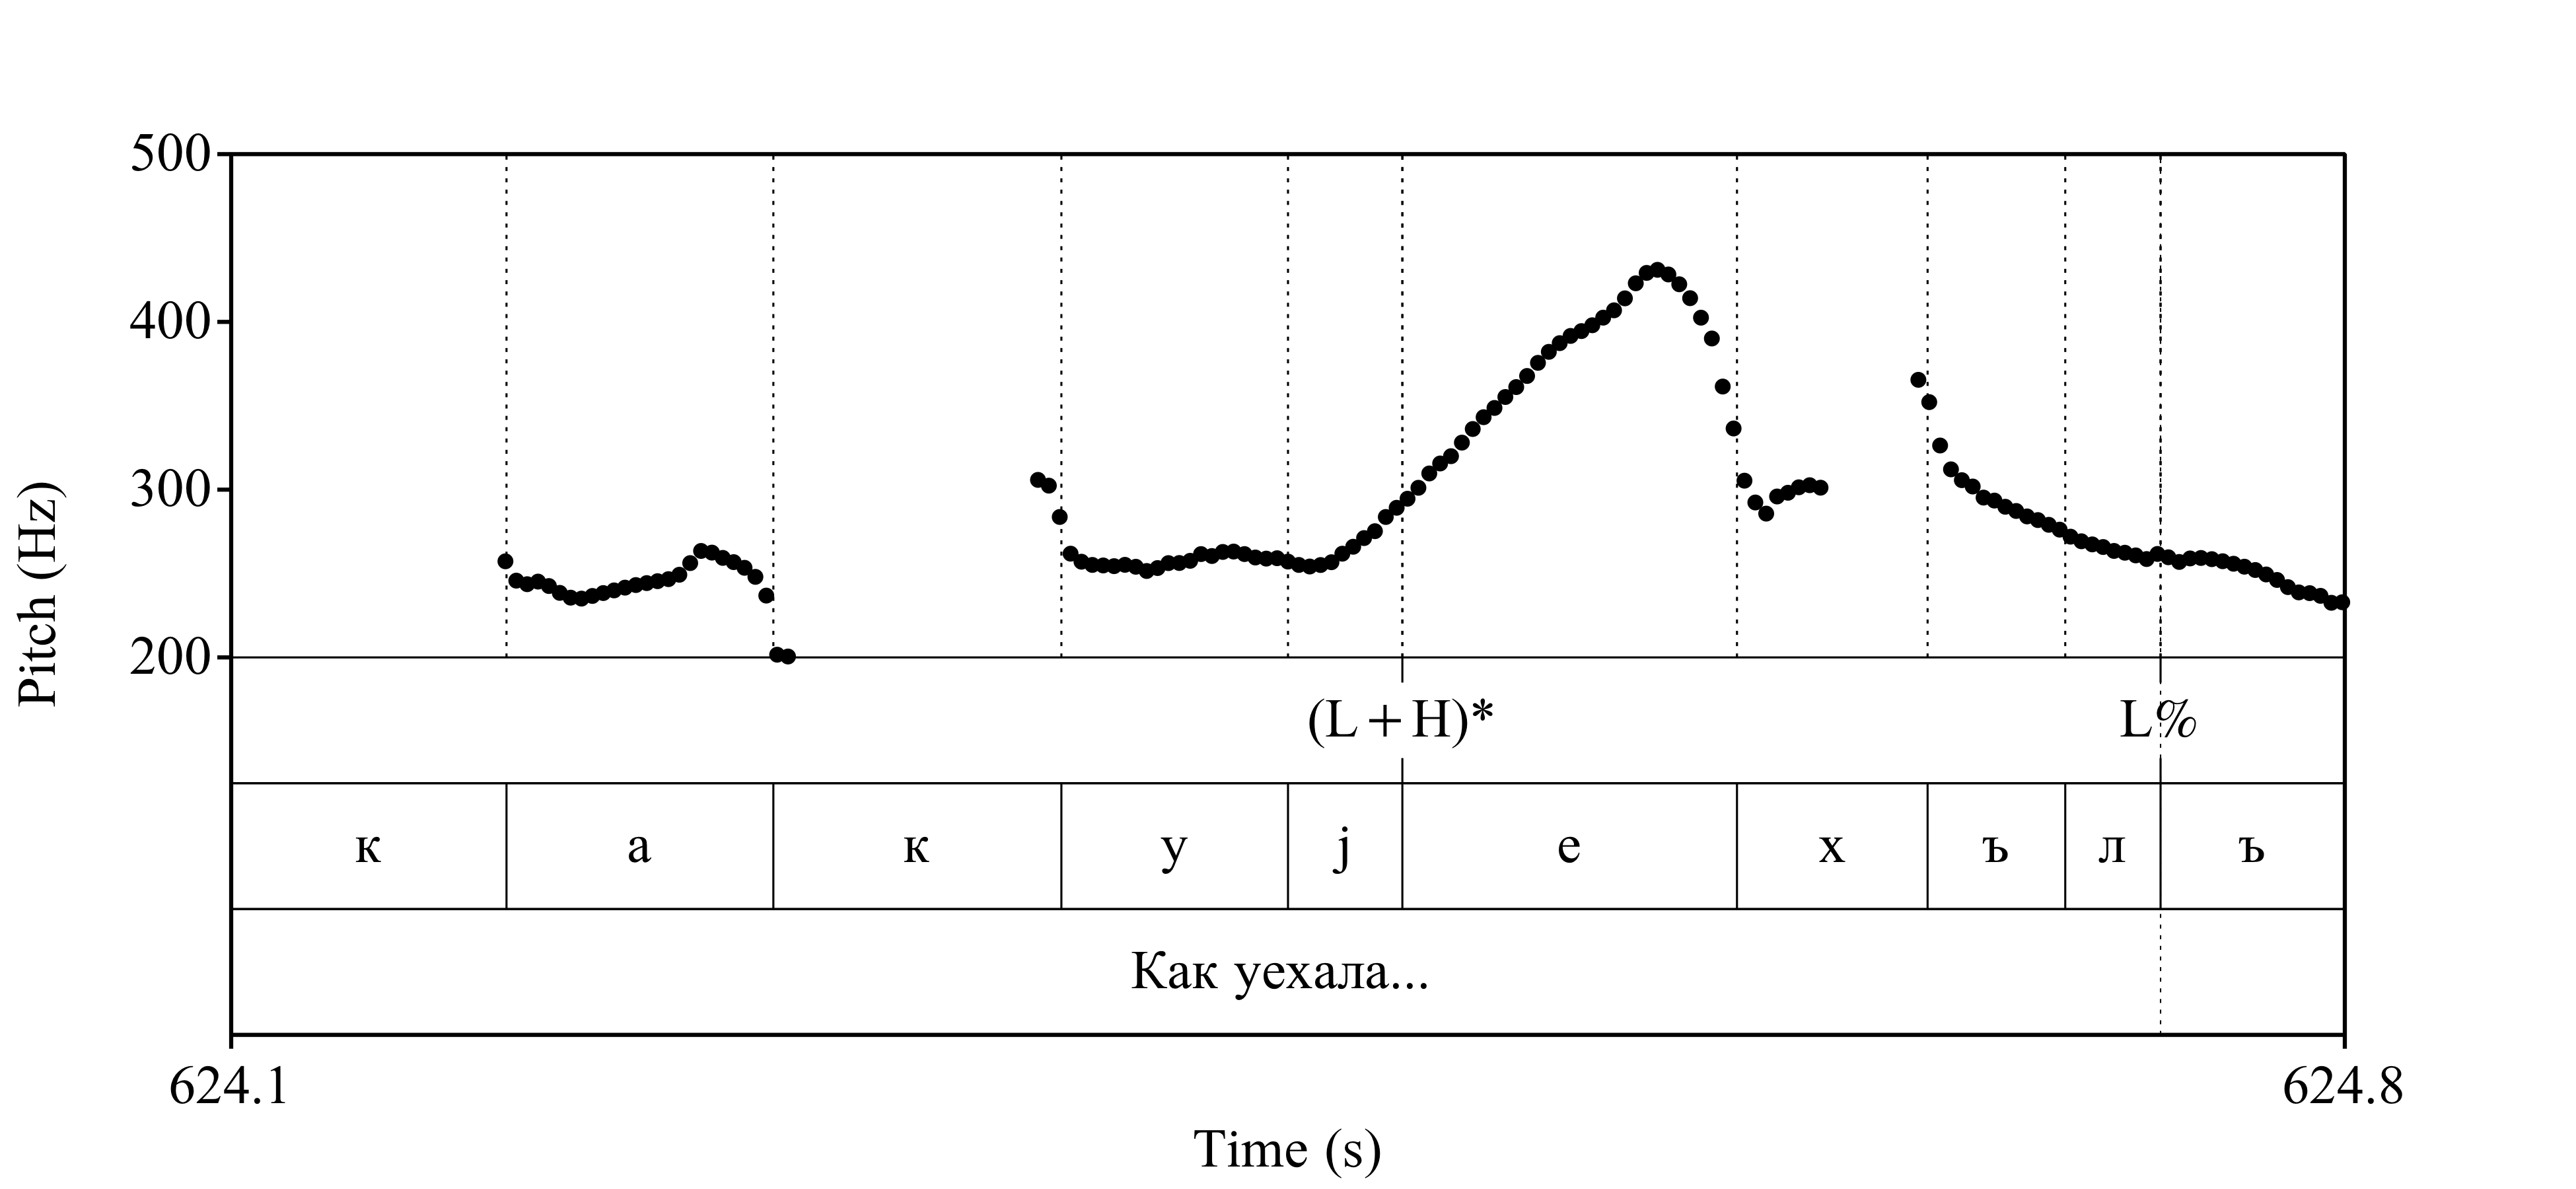 500
400
300
200
Pitch (Hz)
(L + H)* L%
к а к у j е х ъ л ъ
Как уехала...
624.1 624.8
Time (s)